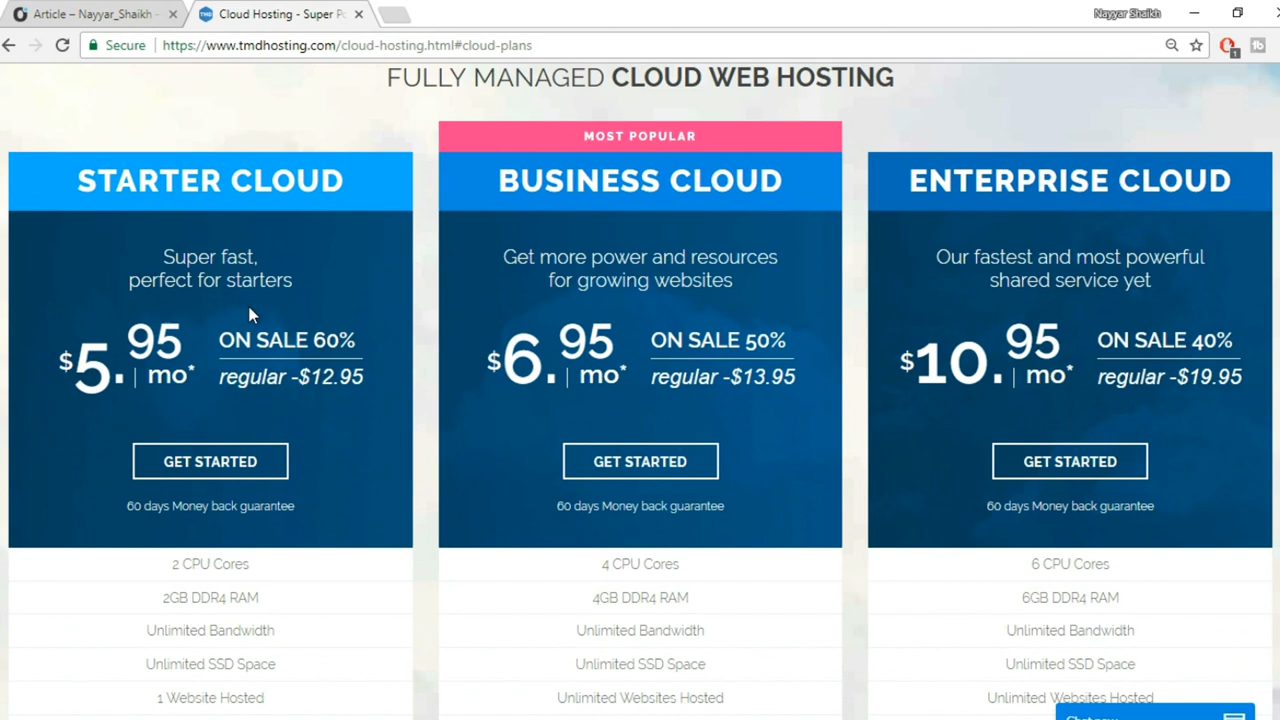 Article – Nayyar_Shaikh -
Cloud Hosting - Super Po
Nayyar Shaikh
Secure https://www.tmdhosting.com/cloud-hosting.html#cloud-plans
FULLY MANAGED CLOUD WEB HOSTING
STARTER CLOUD
Super fast,
perfect for starters
$5.95 | mo*
ON SALE 60%
regular -$12.95
GET STARTED
60 days Money back guarantee
2 CPU Cores
2GB DDR4 RAM
Unlimited Bandwidth
Unlimited SSD Space
1 Website Hosted
MOST POPULAR
BUSINESS CLOUD
Get more power and resources
for growing websites
$6.95 | mo*
ON SALE 50%
regular -$13.95
GET STARTED
60 days Money back guarantee
4 CPU Cores
4GB DDR4 RAM
Unlimited Bandwidth
Unlimited SSD Space
Unlimited Websites Hosted
ENTERPRISE CLOUD
Our fastest and most powerful
shared service yet
$10.95 | mo*
ON SALE 40%
regular -$19.95
GET STARTED
60 days Money back guarantee
6 CPU Cores
6GB DDR4 RAM
Unlimited Bandwidth
Unlimited SSD Space
Unlimited Websites Hosted